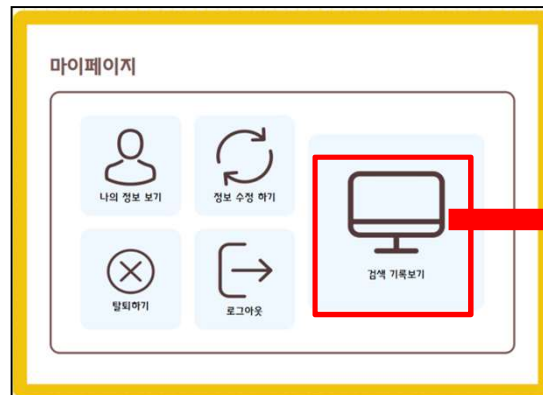 마이페이지
나의 정보 보기
정보 수정 하기
검색 기록보기
탈퇴하기
로그아웃